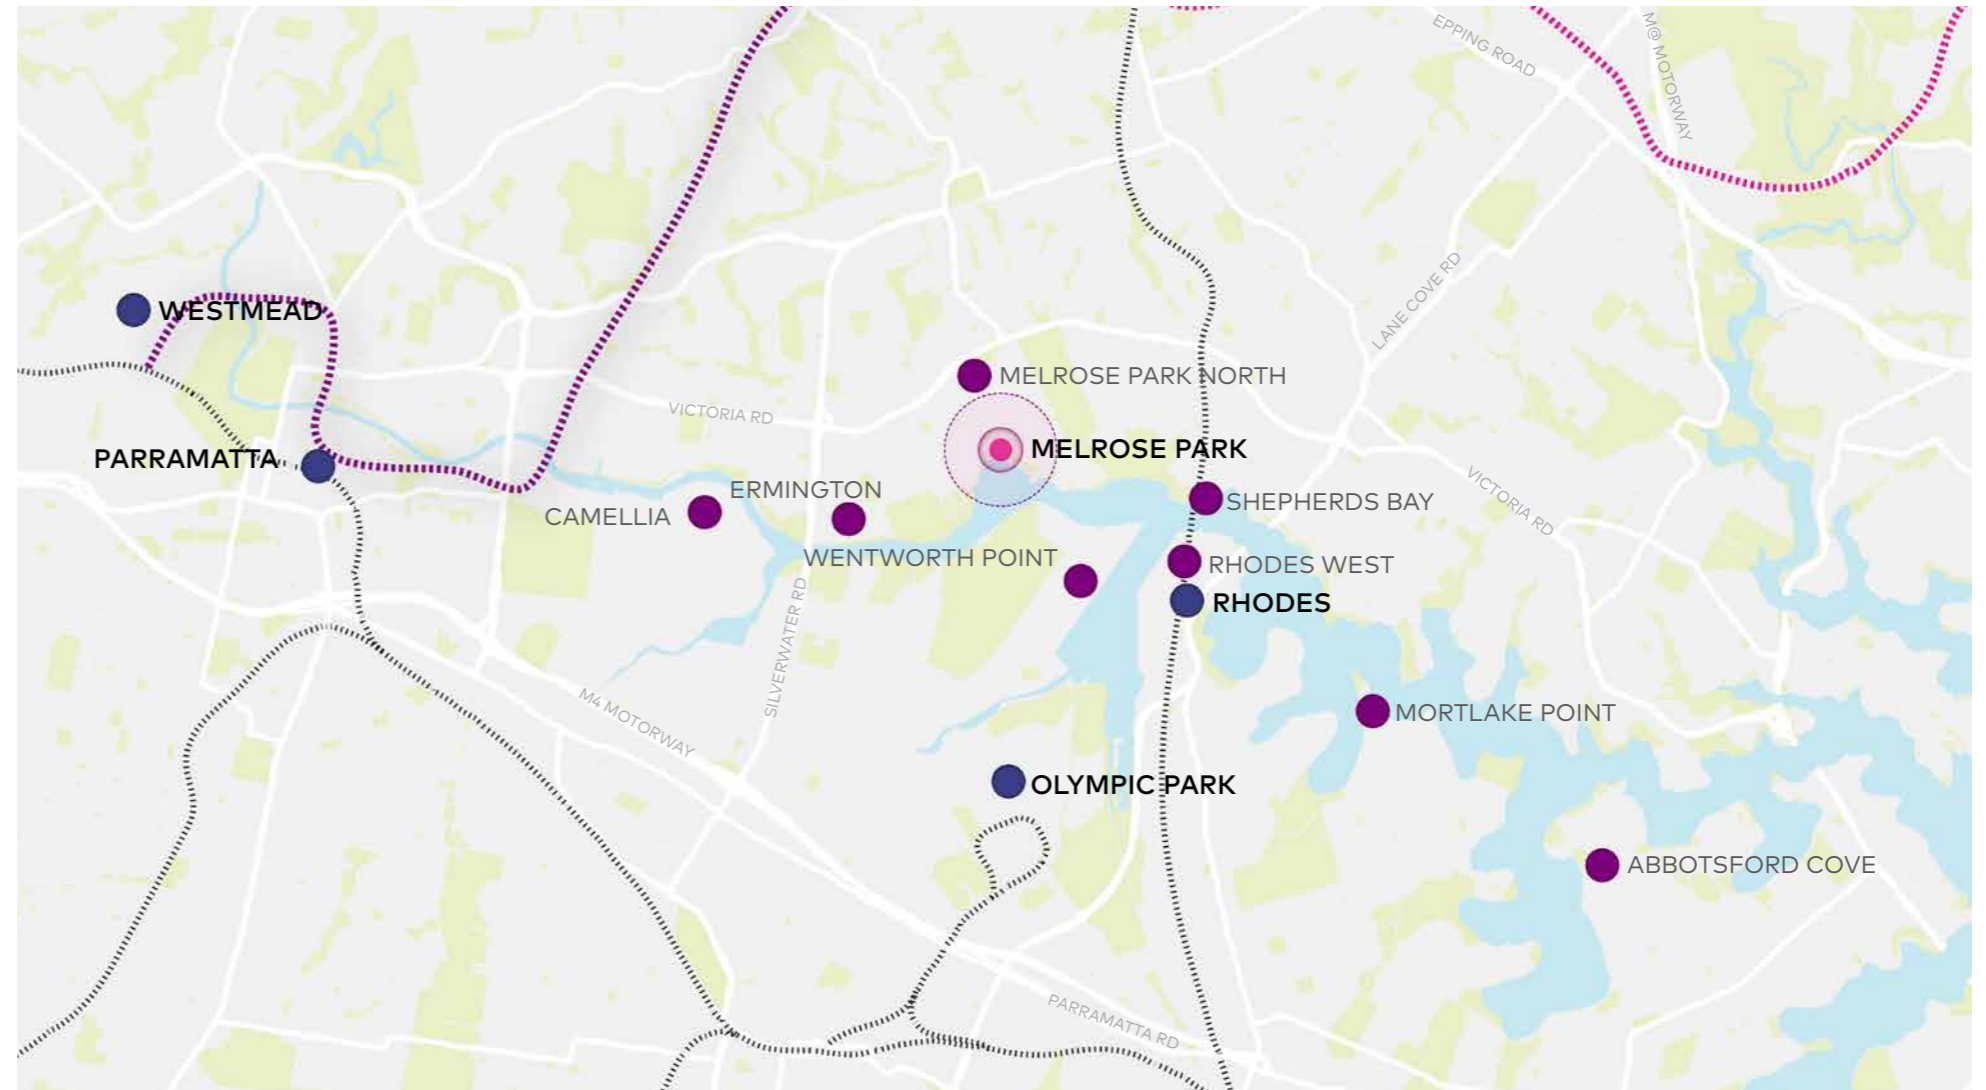 EPPING ROAD
M@ MOTORWAY
WESTMEAD
LANE COVE RD
MELROSE PARK NORTH
VICTORIA RD
MELROSE PARK
PARRAMATTA
ERMINGTON
CAMELLIA
SHEPHERDS BAY
VICTORIA RD
WENTWORTH POINT
RHODES WEST
RHODES
SILVERWATER RD
M4 MOTORWAY
MORTLAKE POINT
OLYMPIC PARK
ABBOTSFORD COVE
PARRAMATTA RD